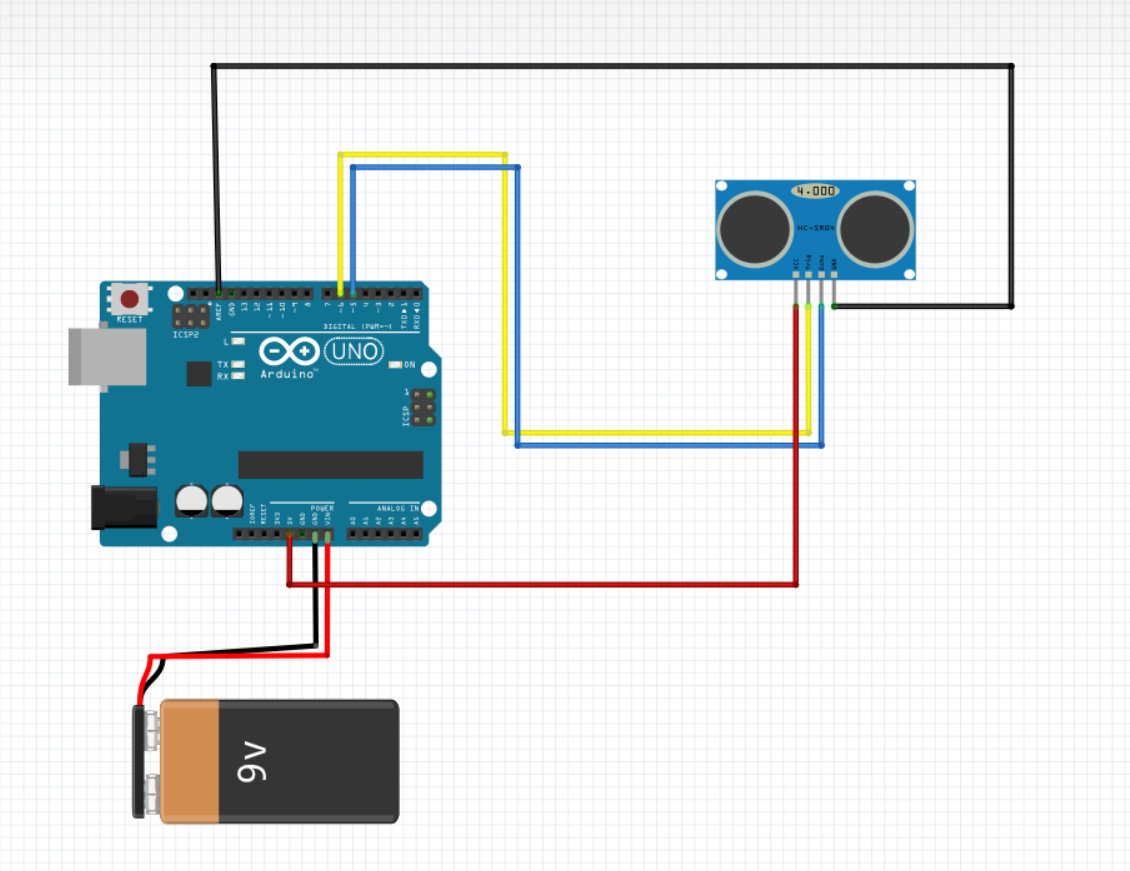 4.000
HC-SR04
VCC
Trig
Echo
GND
RESET
ICSP2
AREF
GND
13
12
~11
~10
~9
8
7
~6
~5
4
~3
2
TXD▶1
RXD◀0
DIGITAL (PWM=~)
L
TX
RX
Arduino™
UNO
ON
1
ICSP
POWER
ANALOG IN
IOREF
RESET
3V3
5V
GND
GND
VIN
A0
A1
A2
A3
A4
A5
9v